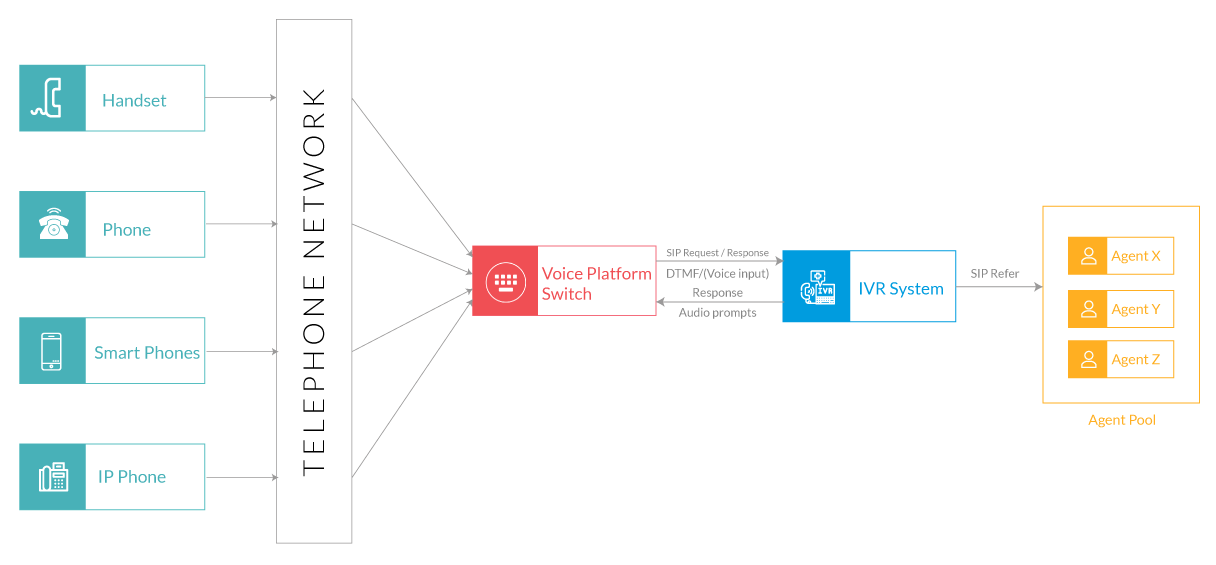 Handset
Phone
Smart Phones
IP Phone
TELEPHONE NETWORK
Voice Platform
Switch
SIP Request / Response
DTMF/(Voice input)
Response
Audio prompts
IVR
IVR System
SIP Refer
Agent X
Agent Y
Agent Z
Agent Pool